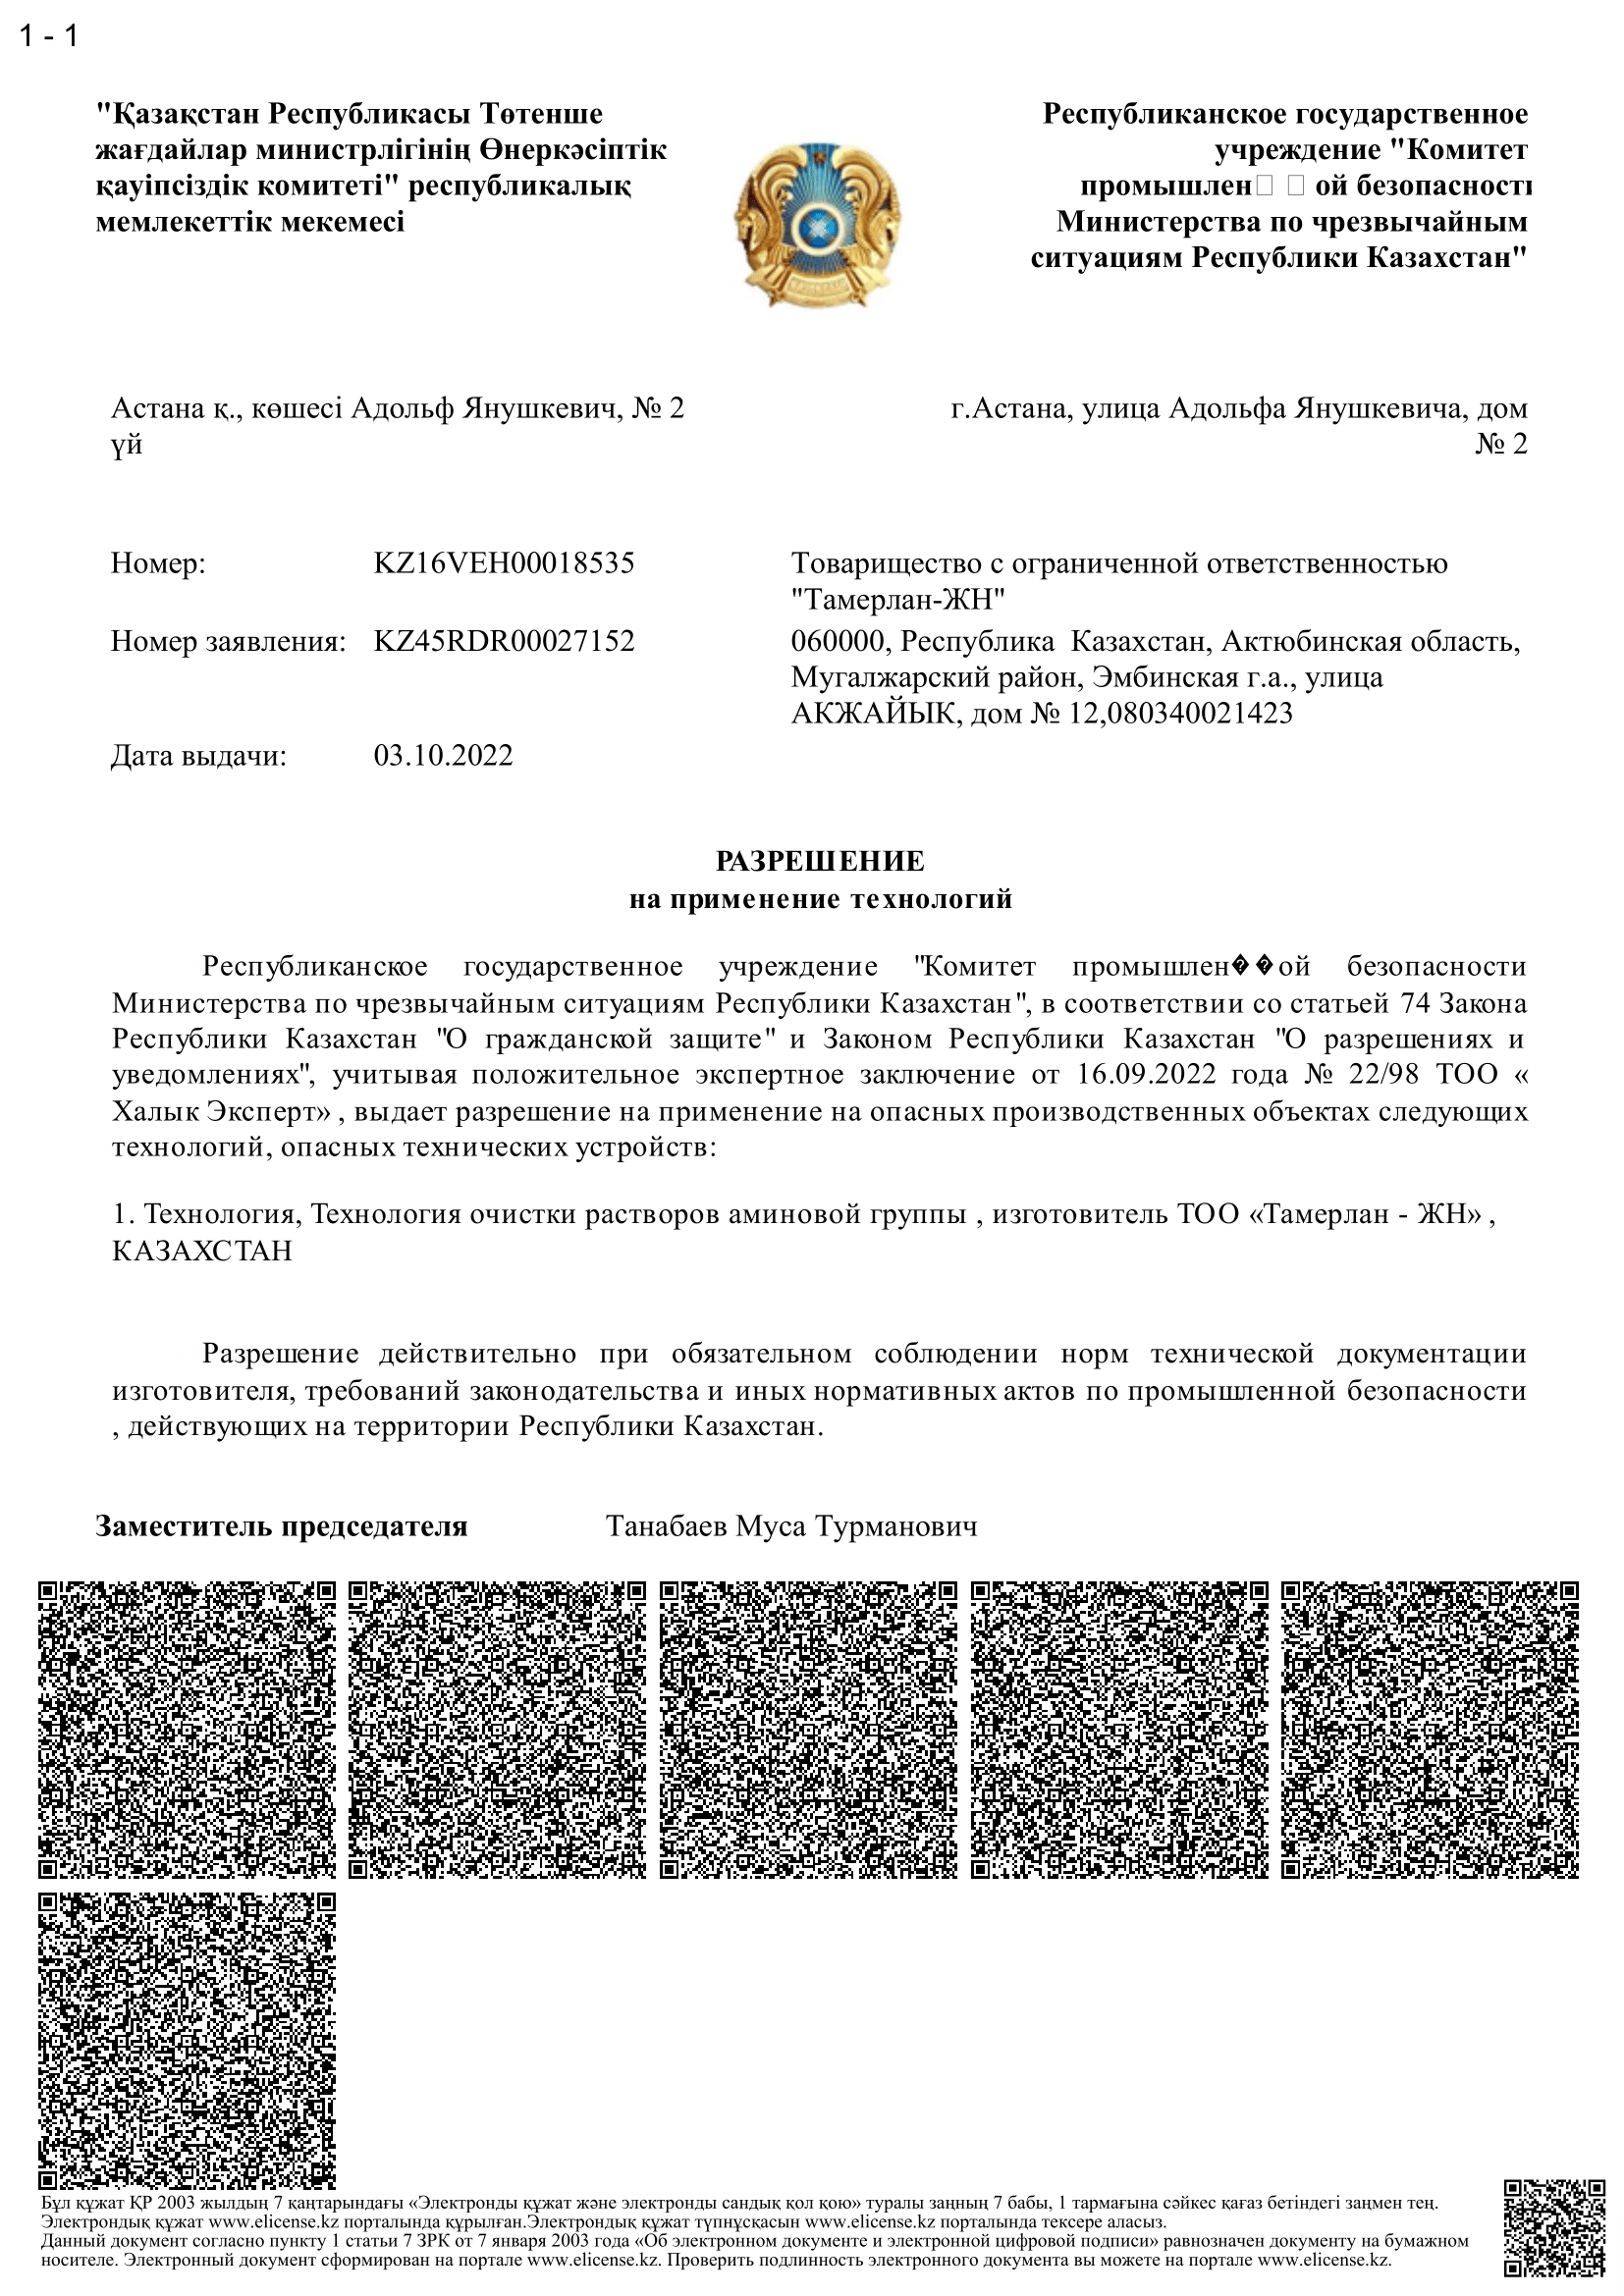 1 - 1
"Қазақстан Республикасы Төтенше
жағдайлар министрлігінің Өнеркәсіптік
қауіпсіздік комитеті" республикалық
мемлекеттік мекемесі
Республиканское государственное
учреждение "Комитет
промышлен□ □ ой безопасности
Министерства по чрезвычайным
ситуациям Республики Казахстан"
Астана қ., көшесі Адольф Янушкевич, № 2
үй
г.Астана, улица Адольфа Янушкевича, дом
№ 2
Номер: KZ16VEH00018535
Товарищество с ограниченной ответственностью
"Тамерлан-ЖН"
Номер заявления: KZ45RDR00027152
060000, Республика Казахстан, Актюбинская область,
Мугалжарский район, Эмбинская г.а., улица
АКЖАЙЫК, дом № 12,080340021423
Дата выдачи: 03.10.2022
РАЗРЕШЕНИЕ
на применение технологий
Республиканское государственное учреждение "Комитет промышлен��ой безопасности
Министерства по чрезвычайным ситуациям Республики Казахстан", в соответствии со статьей 74 Закона
Республики Казахстан "О гражданской защите" и Законом Республики Казахстан "О разрешениях и
уведомлениях", учитывая положительное экспертное заключение от 16.09.2022 года № 22/98 ТОО «
Халык Эксперт» , выдает разрешение на применение на опасных производственных объектах следующих
технологий, опасных технических устройств:
1. Технология, Технология очистки растворов аминовой группы , изготовитель ТОО «Тамерлан - ЖН» ,
КАЗАХСТАН
Разрешение действительно при обязательном соблюдении норм технической документации
изготовителя, требований законодательства и иных нормативных актов по промышленной безопасности
, действующих на территории Республики Казахстан.
Заместитель председателя Танабаев Муса Турманович
Бұл құжат ҚР 2003 жылдың 7 қаңтарындағы «Электронды құжат және электронды сандық қол қою» туралы заңның 7 бабы, 1 тармағына сәйкес қағаз бетіндегі заңмен тең.
Электрондық құжат www.elicense.kz порталында құрылған.Электрондық құжат түпнұсқасын www.elicense.kz порталында тексере аласыз.
Данный документ согласно пункту 1 статьи 7 ЗРК от 7 января 2003 года «Об электронном документе и электронной цифровой подписи» равнозначен документу на бумажном
носителе. Электронный документ сформирован на портале www.elicense.kz. Проверить подлинность электронного документа вы можете на портале www.elicense.kz.